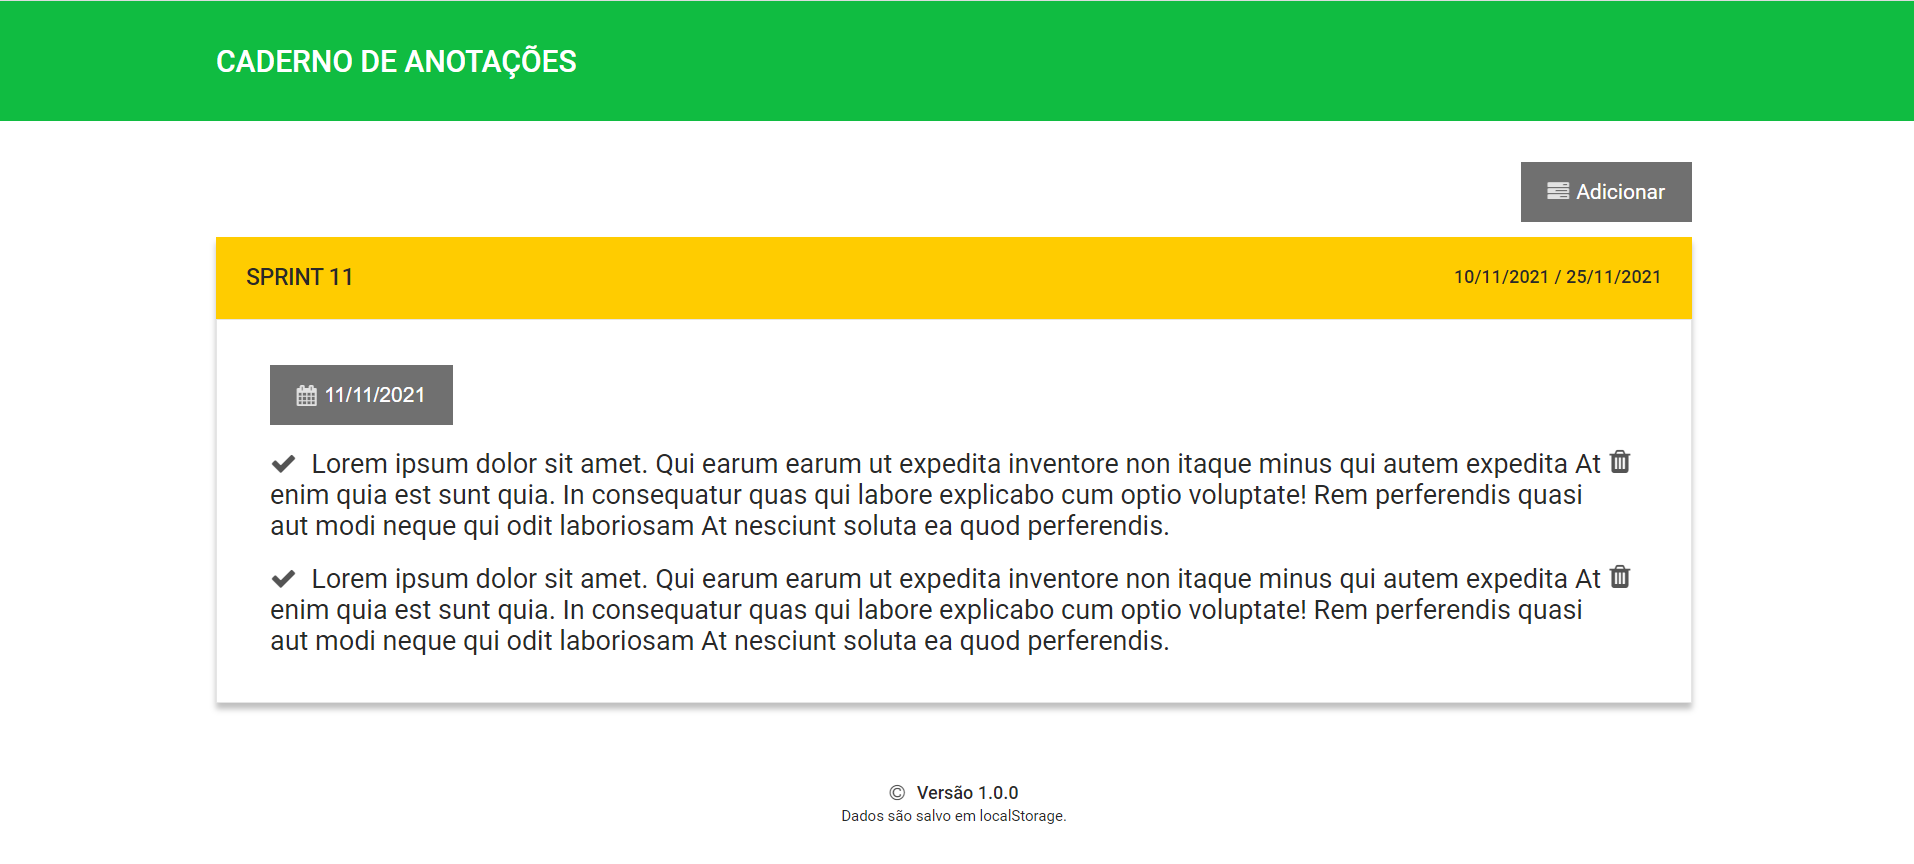 CADERNO DE ANOTAÇÕES
Adicionar
SPRINT 11
10/11/2021 / 25/11/2021
11/11/2021
Lorem ipsum dolor sit amet. Qui earum earum ut expedita inventore non itaque minus qui autem expedita At
enim quia est sunt quia. In consequatur quas qui labore explicabo cum optio voluptate! Rem perferendis quasi
aut modi neque qui odit laboriosam At nesciunt soluta ea quod perferendis.
Lorem ipsum dolor sit amet. Qui earum earum ut expedita inventore non itaque minus qui autem expedita At
enim quia est sunt quia. In consequatur quas qui labore explicabo cum optio voluptate! Rem perferendis quasi
aut modi neque qui odit laboriosam At nesciunt soluta ea quod perferendis.
© Versão 1.0.0
Dados são salvo em localStorage.